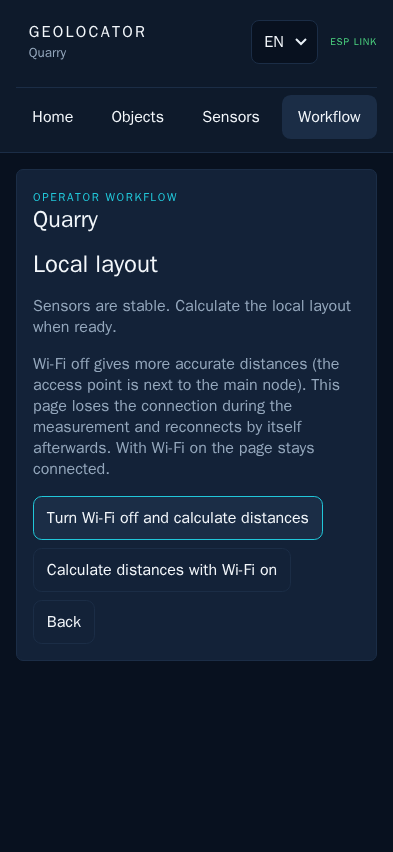 GEOLOCATOR
Quarry
EN
ESP LINK
Home Objects Sensors Workflow
OPERATOR WORKFLOW
Quarry
Local layout
Sensors are stable. Calculate the local layout
when ready.
Wi-Fi off gives more accurate distances (the
access point is next to the main node). This
page loses the connection during the
measurement and reconnects by itself
afterwards. With Wi-Fi on the page stays
connected.
Turn Wi-Fi off and calculate distances
Calculate distances with Wi-Fi on
Back